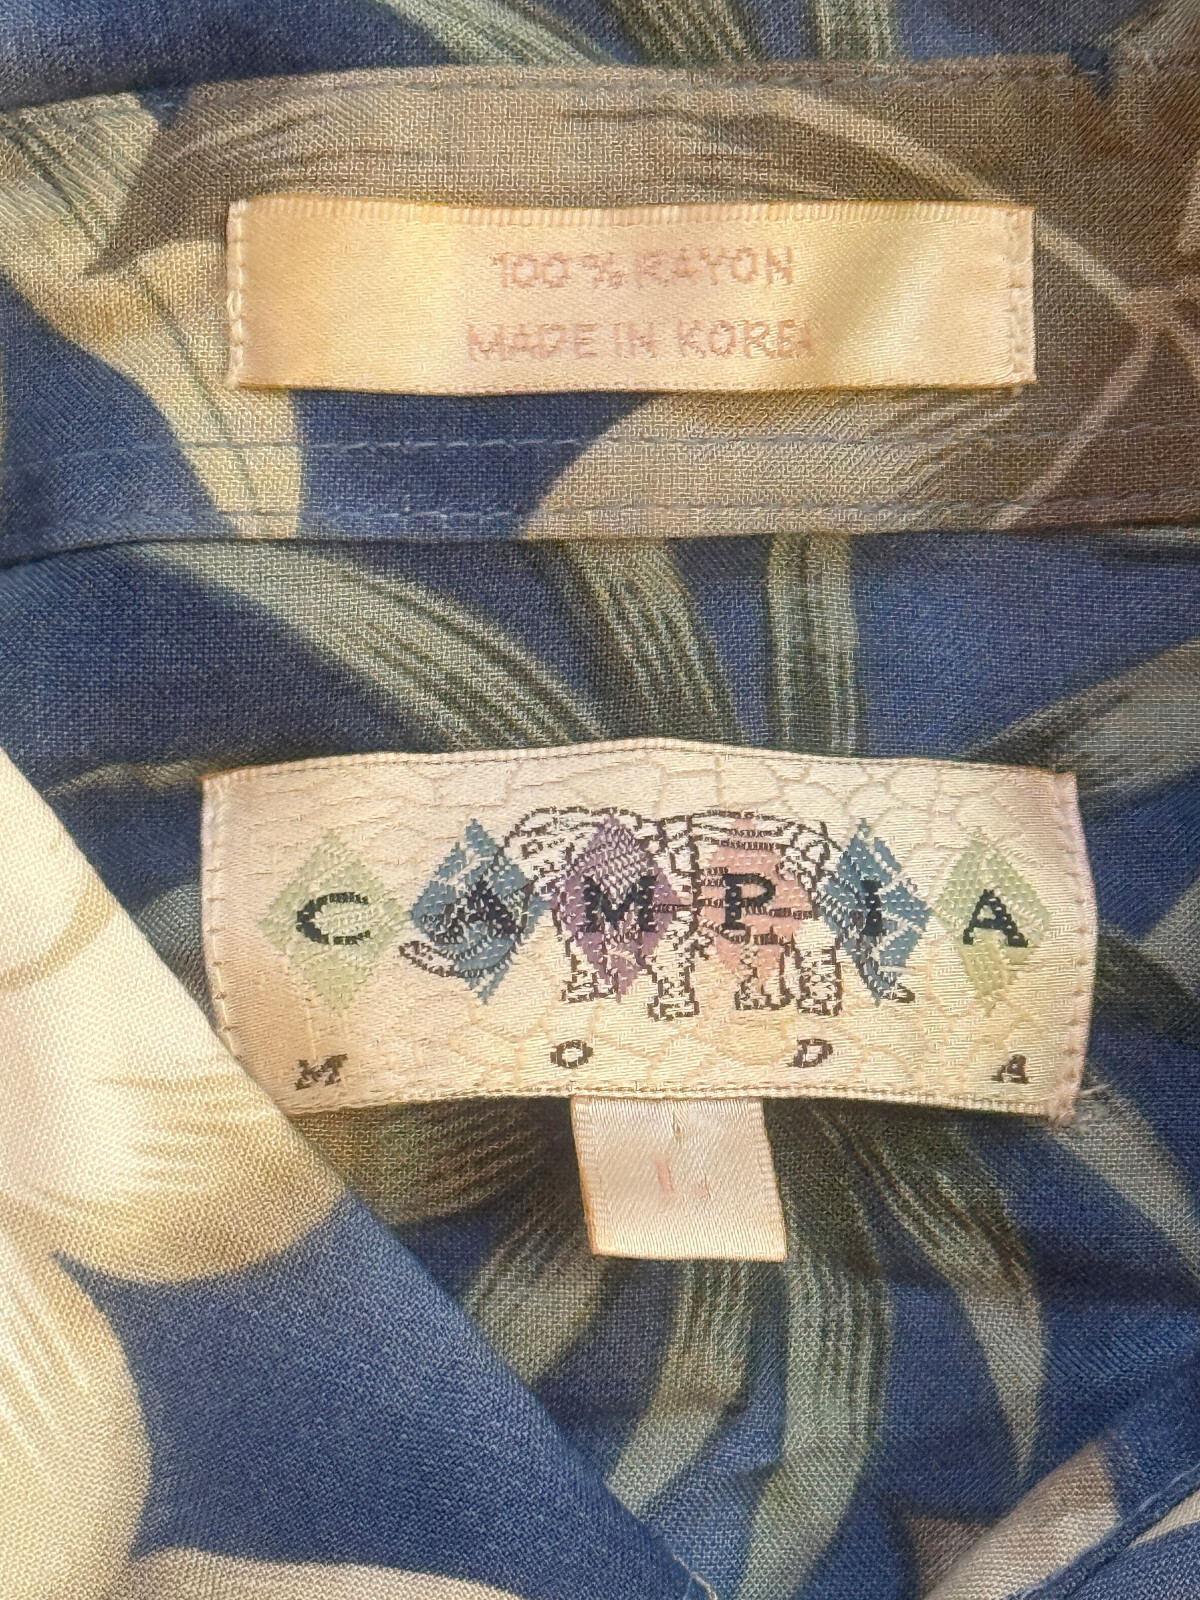 100% RAYON
MADE IN KOREA
CAMPIA
MODA
L